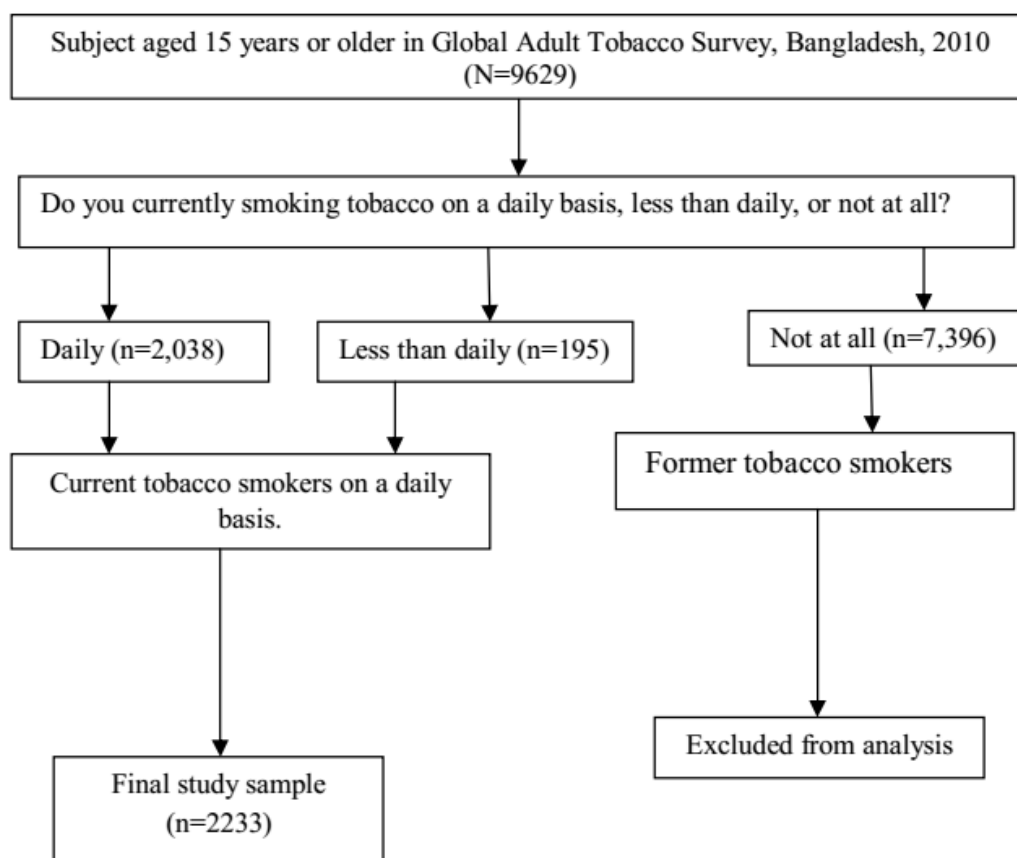 Subject aged 15 years or older in Global Adult Tobacco Survey, Bangladesh, 2010
(N=9629)
Do you currently smoking tobacco on a daily basis, less than daily, or not at all?
Daily (n=2,038)
Less than daily (n=195)
Not at all (n=7,396)
Current tobacco smokers on a daily
basis.
Former tobacco smokers
Excluded from analysis
Final study sample
(n=2233)